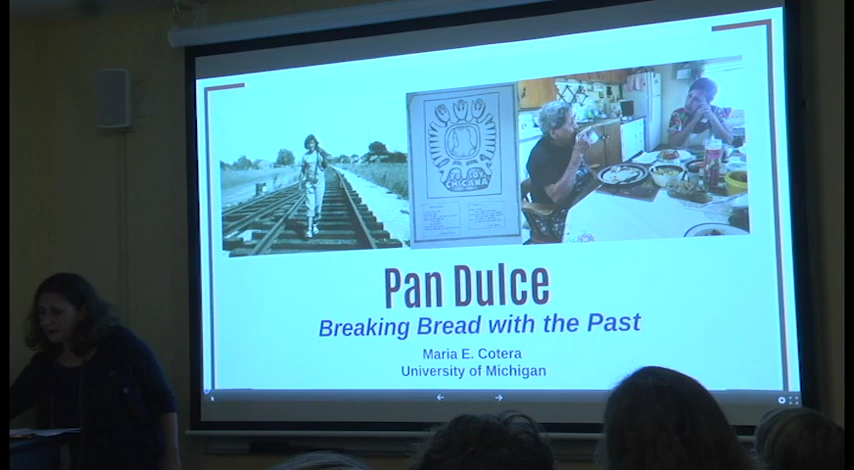 CHICANA
Pan Dulce
Breaking Bread with the Past
Maria E. Cotera
University of Michigan